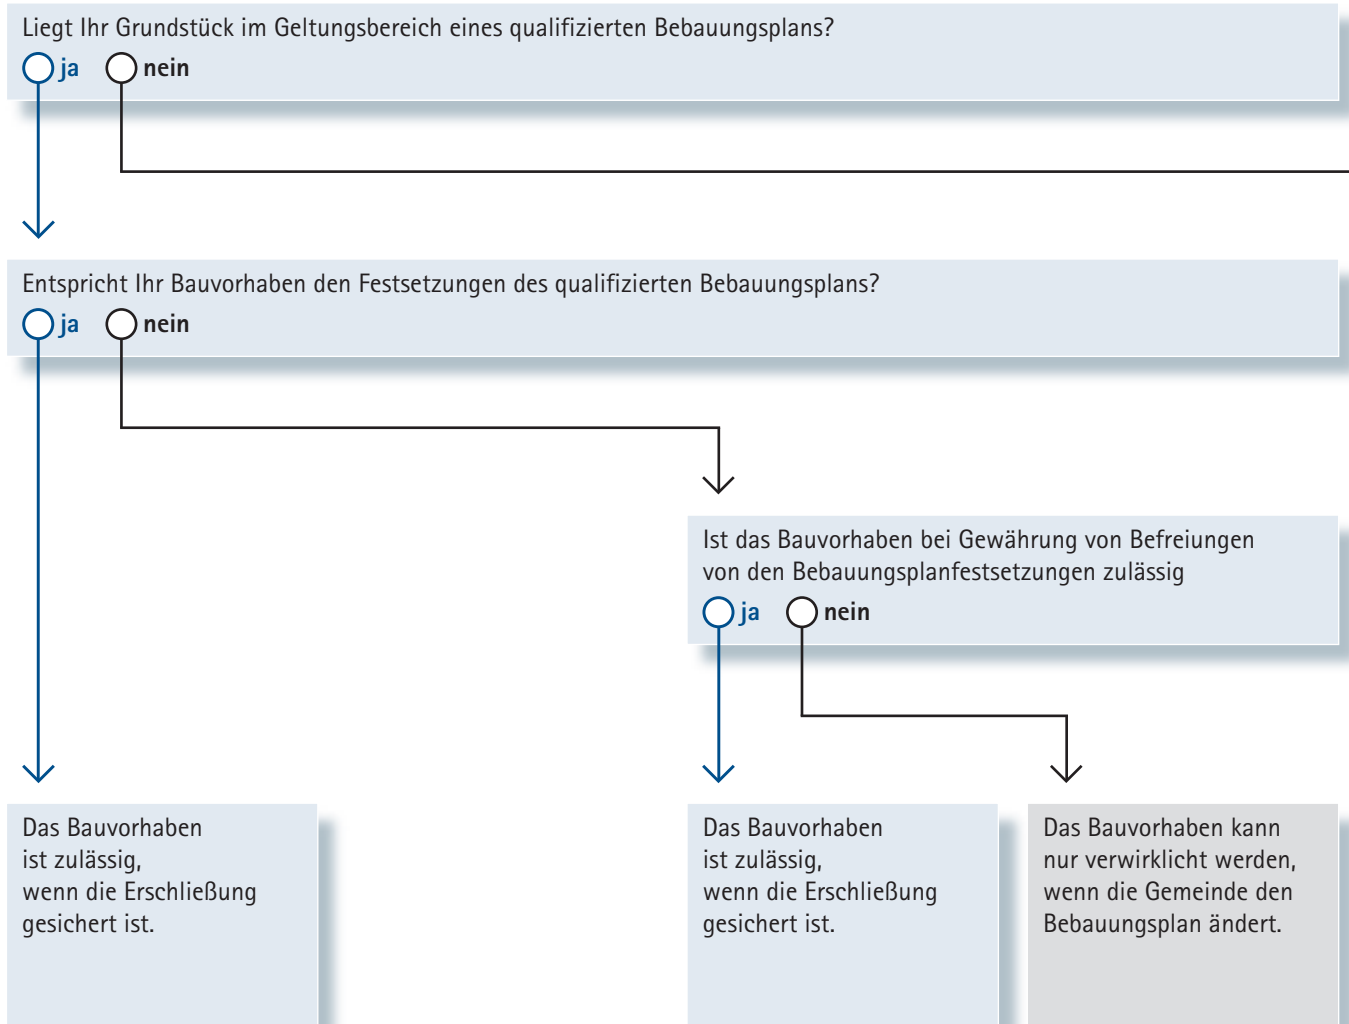 Liegt Ihr Grundstück im Geltungsbereich eines qualifizierten Bebauungsplans?
ja nein
Entspricht Ihr Bauvorhaben den Festsetzungen des qualifizierten Bebauungsplans?
ja nein
Ist das Bauvorhaben bei Gewährung von Befreiungen
von den Bebauungsplanfestsetzungen zulässig
ja nein
Das Bauvorhaben
ist zulässig,
wenn die Erschließung
gesichert ist.
Das Bauvorhaben
ist zulässig,
wenn die Erschließung
gesichert ist.
Das Bauvorhaben kann
nur verwirklicht werden,
wenn die Gemeinde den
Bebauungsplan ändert.